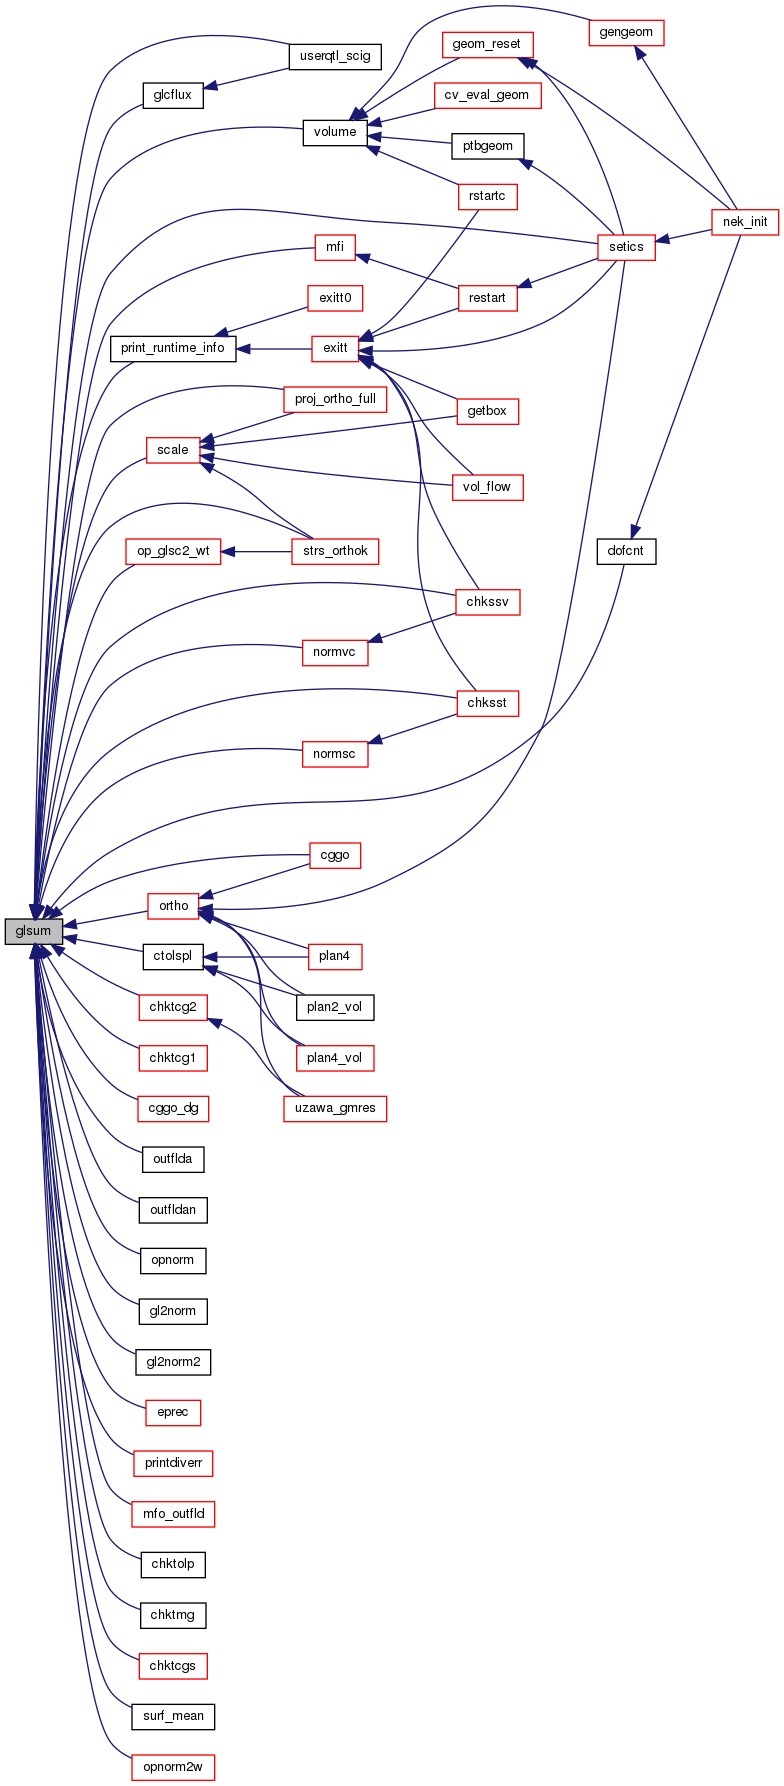 gengeom
geom_reset
userqtl_scig
glcflux
cv_eval_geom
volume
ptbgeom
rstartc
nek_init
mfi
setics
exitt0
restart
print_runtime_info
exitt
proj_ortho_full
getbox
scale
vol_flow
op_glsc2_wt
strs_orthok
dofcnt
chkssv
normvc
chksst
normsc
cggo
ortho
glsum
ctolspl
plan4
chktcg2
plan2_vol
chktcg1
plan4_vol
cggo_dg
uzawa_gmres
outflda
outfldan
opnorm
gl2norm
gl2norm2
eprec
printdiverr
mfo_outfld
chktolp
chktmg
chktcgs
surf_mean
opnorm2w